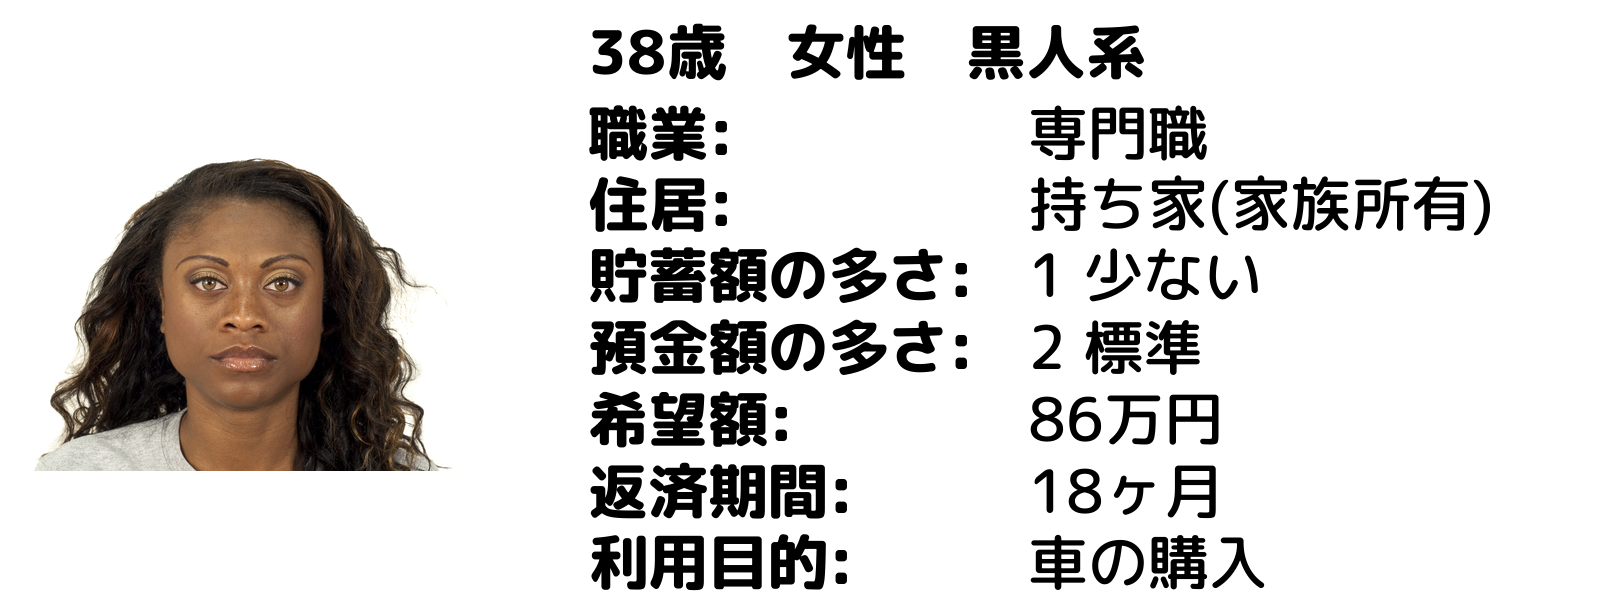 38歳　女性　黒人系
職業: 専門職
住居: 持ち家(家族所有)
貯蓄額の多さ: 1 少ない
預金額の多さ: 2 標準
希望額: 86万円
返済期間: 18ヶ月
利用目的: 車の購入